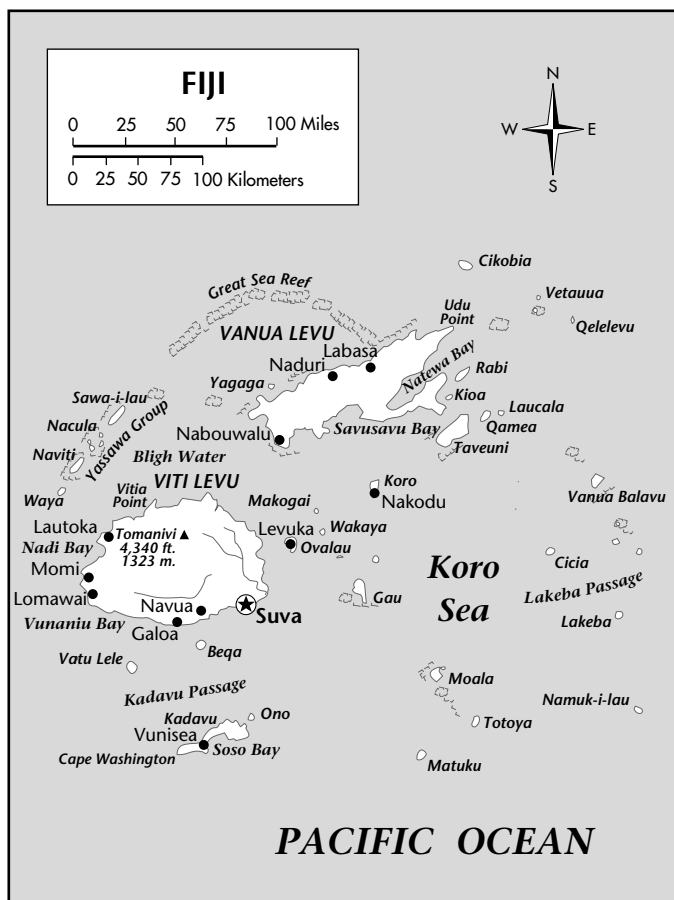 FIJI
0 25 50 75 100 Miles
0 25 50 75 100 Kilometers
N
W E
S
Cikobia
Great Sea Reef
Udu
Point
Vetauua
Qelelevu
VANUA LEVU
Labasa
Naduri
Natewa Bay
Rabi
Yagaga
Kioa
Sawa-i-lau
Laucala
Qamea
Nacula
Yassawa Group
Nabouwalu
Savusavu Bay
Taveuni
Naviti
Bligh Water
VITI LEVU
Koro
Waya
Vitia
Point
Makogai
Nakodu
Vanua Balavu
Lautoka
Tomanivi
4,340 ft.
1323 m.
Levuka
Wakaya
Nadi Bay
Ovalau
Koro
Sea
Cicia
Momi
Lakeba Passage
Lomawai
Navua
Gau
Suva
Vunaniu Bay
Galoa
Lakeba
Beqa
Vatu Lele
Moala
Kadavu Passage
Namuk-i-lau
Kadavu
Ono
Totoya
Vunisea
Soso Bay
Cape Washington
Matuku
PACIFIC OCEAN